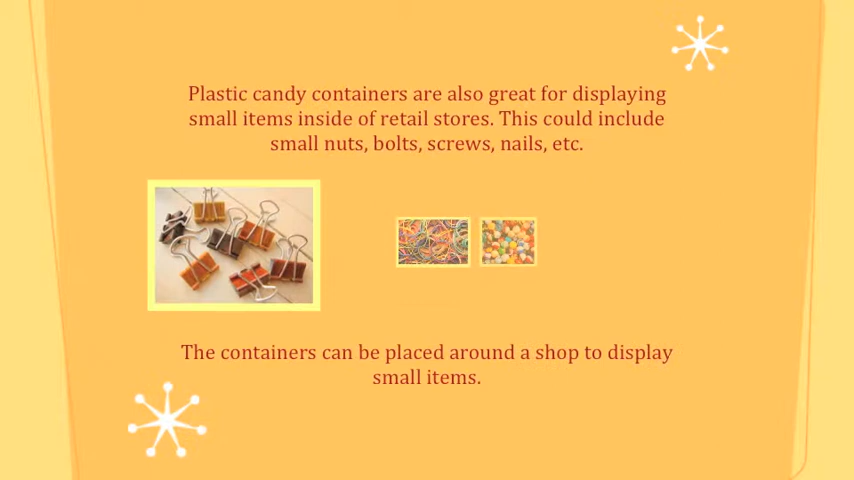 Plastic candy containers are also great for displaying
small items inside of retail stores. This could include
small nuts, bolts, screws, nails, etc.
The containers can be placed around a shop to display
small items.